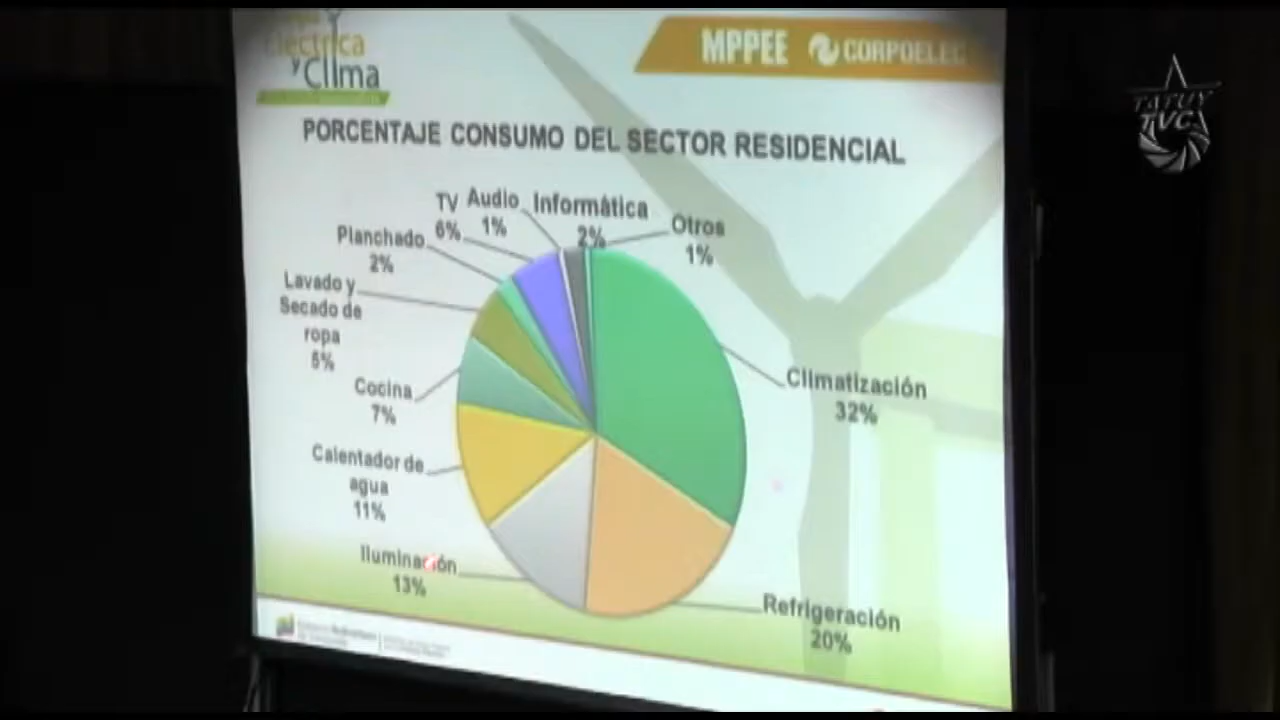 Eléctrica
y Clima
MPPEE CORPOELEC
TATUY
TVC
PORCENTAJE CONSUMO DEL SECTOR RESIDENCIAL
TV
6%
Audio
1%
Informática
2%
Otros
1%
Planchado
2%
Lavado y
Secado de
ropa
5%
Cocina
7%
Calentador de
agua
11%
Iluminación
13%
Climatización
32%
Refrigeración
20%